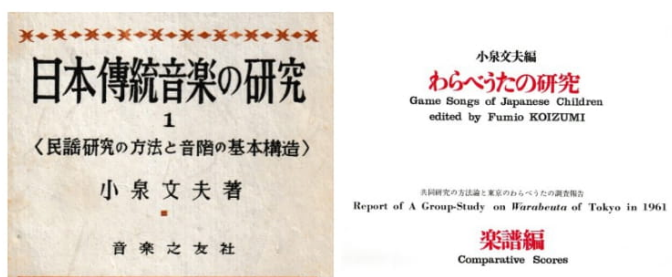 日本傳統音楽の研究
1
〈民謡研究の方法と音階の基本構造〉
小泉文夫著
音楽之友社
小泉文夫編
わらべうたの研究
Game Songs of Japanese Children
edited by Fumio KOIZUMI
共同研究の方法論と東京のわらべうたの調査報告
Report of A Group-Study on Warabeuta of Tokyo in 1961
楽譜編
Comparative Scores